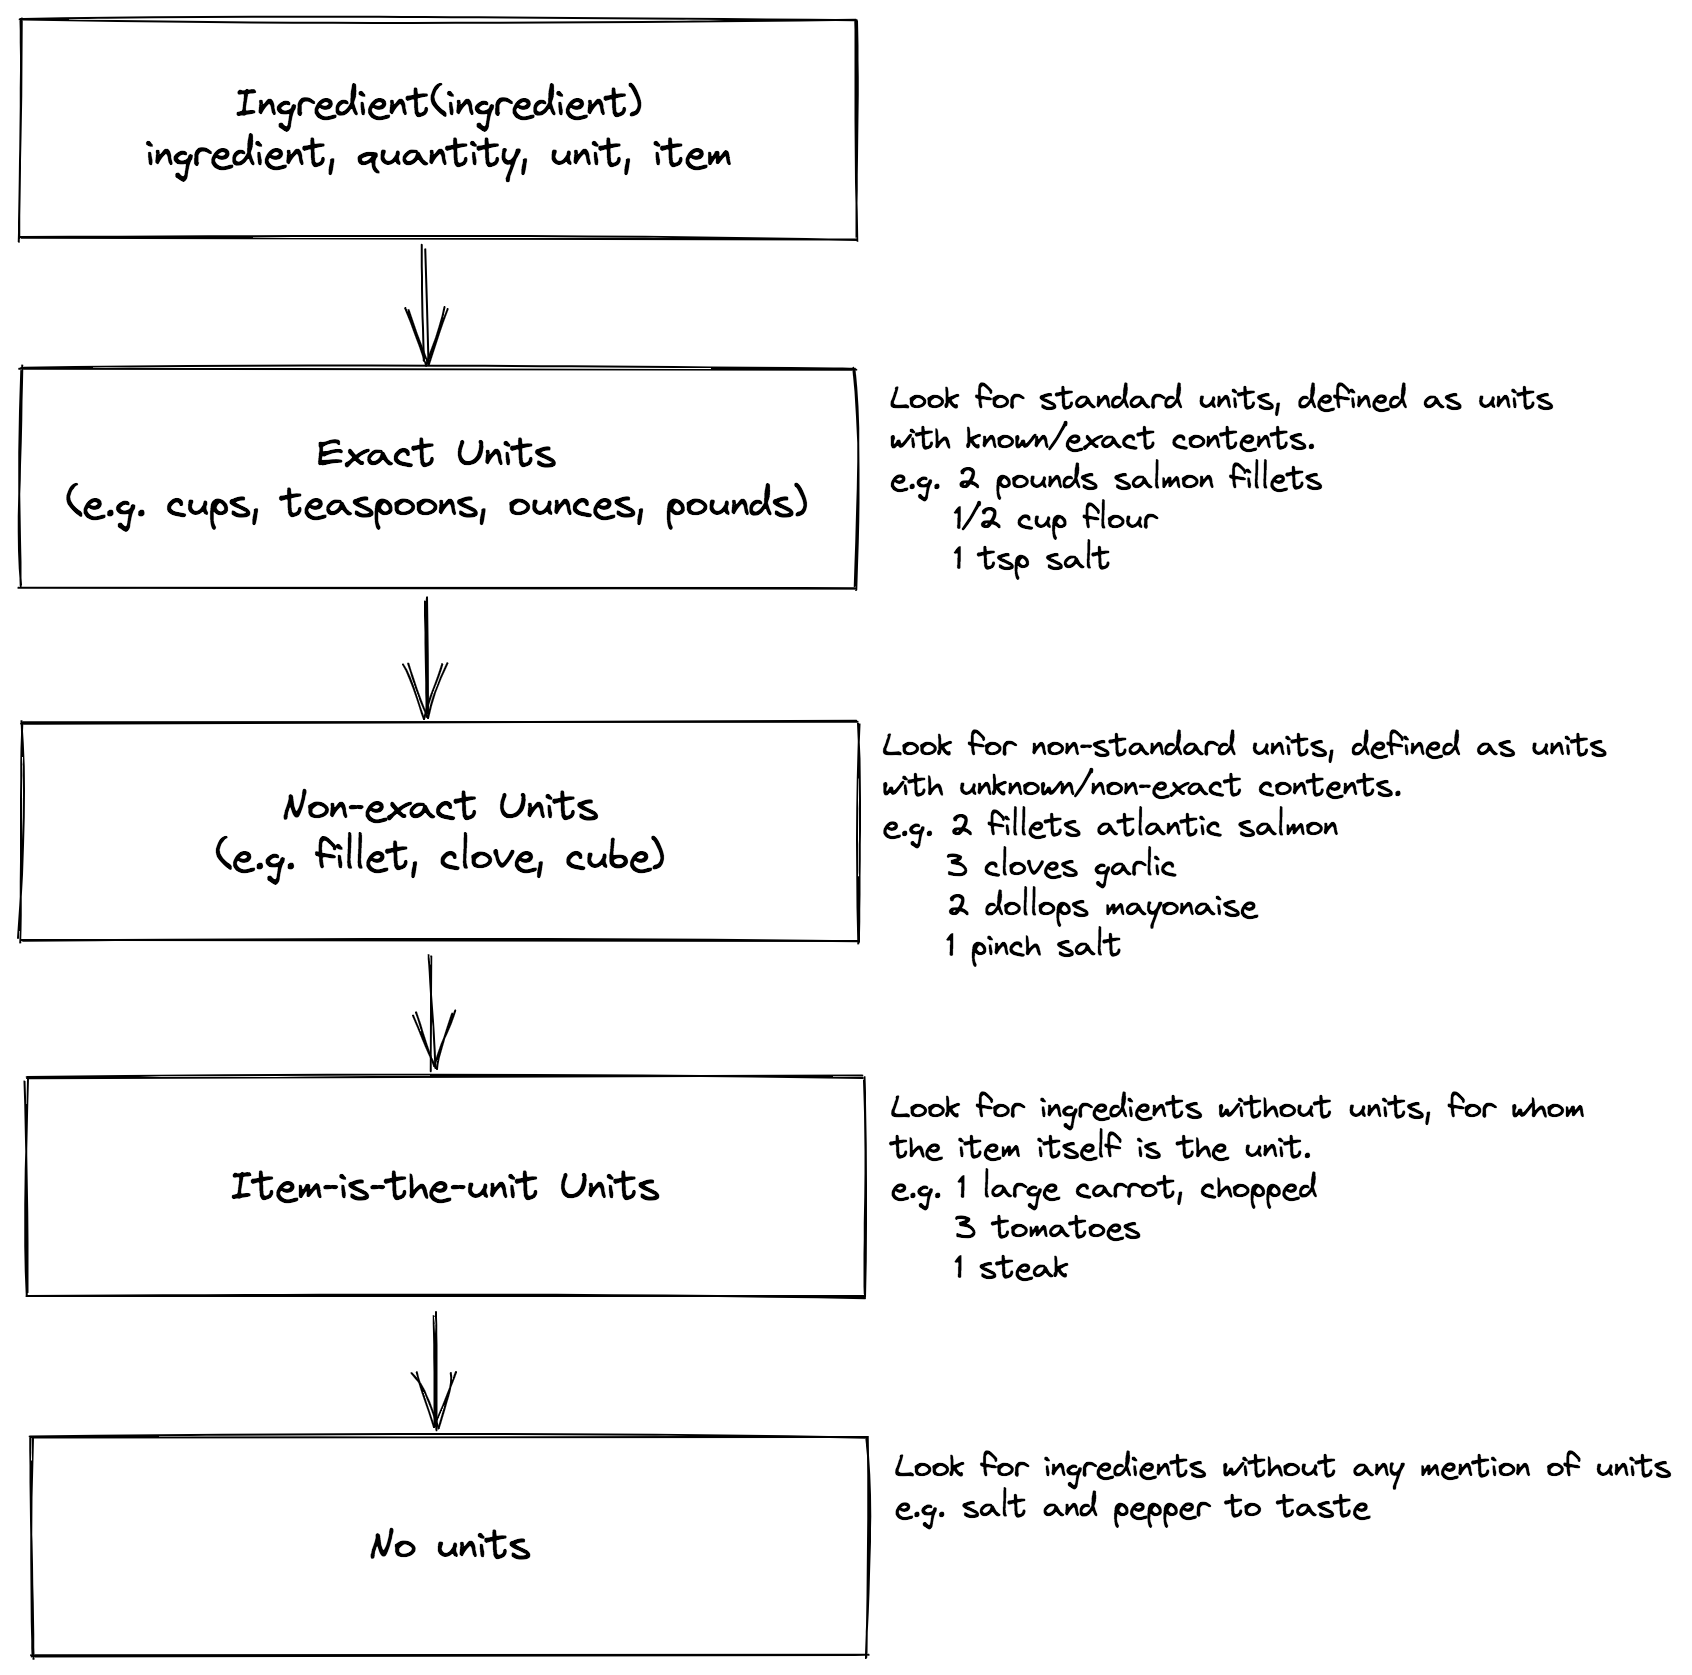 Ingredient(ingredient)
ingredient, quantity, unit, item
Exact Units
(e.g. cups, teaspoons, ounces, pounds)
Look for standard units, defined as units
with known/exact contents.
e.g. 2 pounds salmon fillets
1/2 cup flour
1 tsp salt
Non-exact Units
(e.g. fillet, clove, cube)
Look for non-standard units, defined as units
with unknown/non-exact contents.
e.g. 2 fillets atlantic salmon
3 cloves garlic
2 dollops mayonaise
1 pinch salt
Item-is-the-unit Units
Look for ingredients without units, for whom
the item itself is the unit.
e.g. 1 large carrot, chopped
3 tomatoes
1 steak
No units
Look for ingredients without any mention of units
e.g. salt and pepper to taste